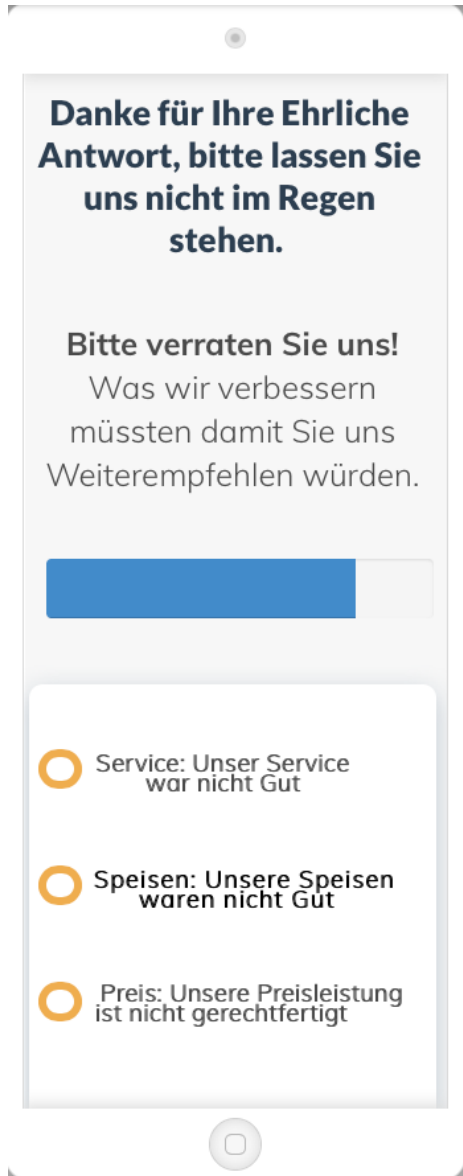 Danke für Ihre Ehrliche
Antwort, bitte lassen Sie
uns nicht im Regen
stehen.
Bitte verraten Sie uns!
Was wir verbessern
müssten damit Sie uns
Weiterempfehlen würden.
Service: Unser Service
war nicht Gut
Speisen: Unsere Speisen
waren nicht Gut
Preis: Unsere Preisleistung
ist nicht gerechtfertigt